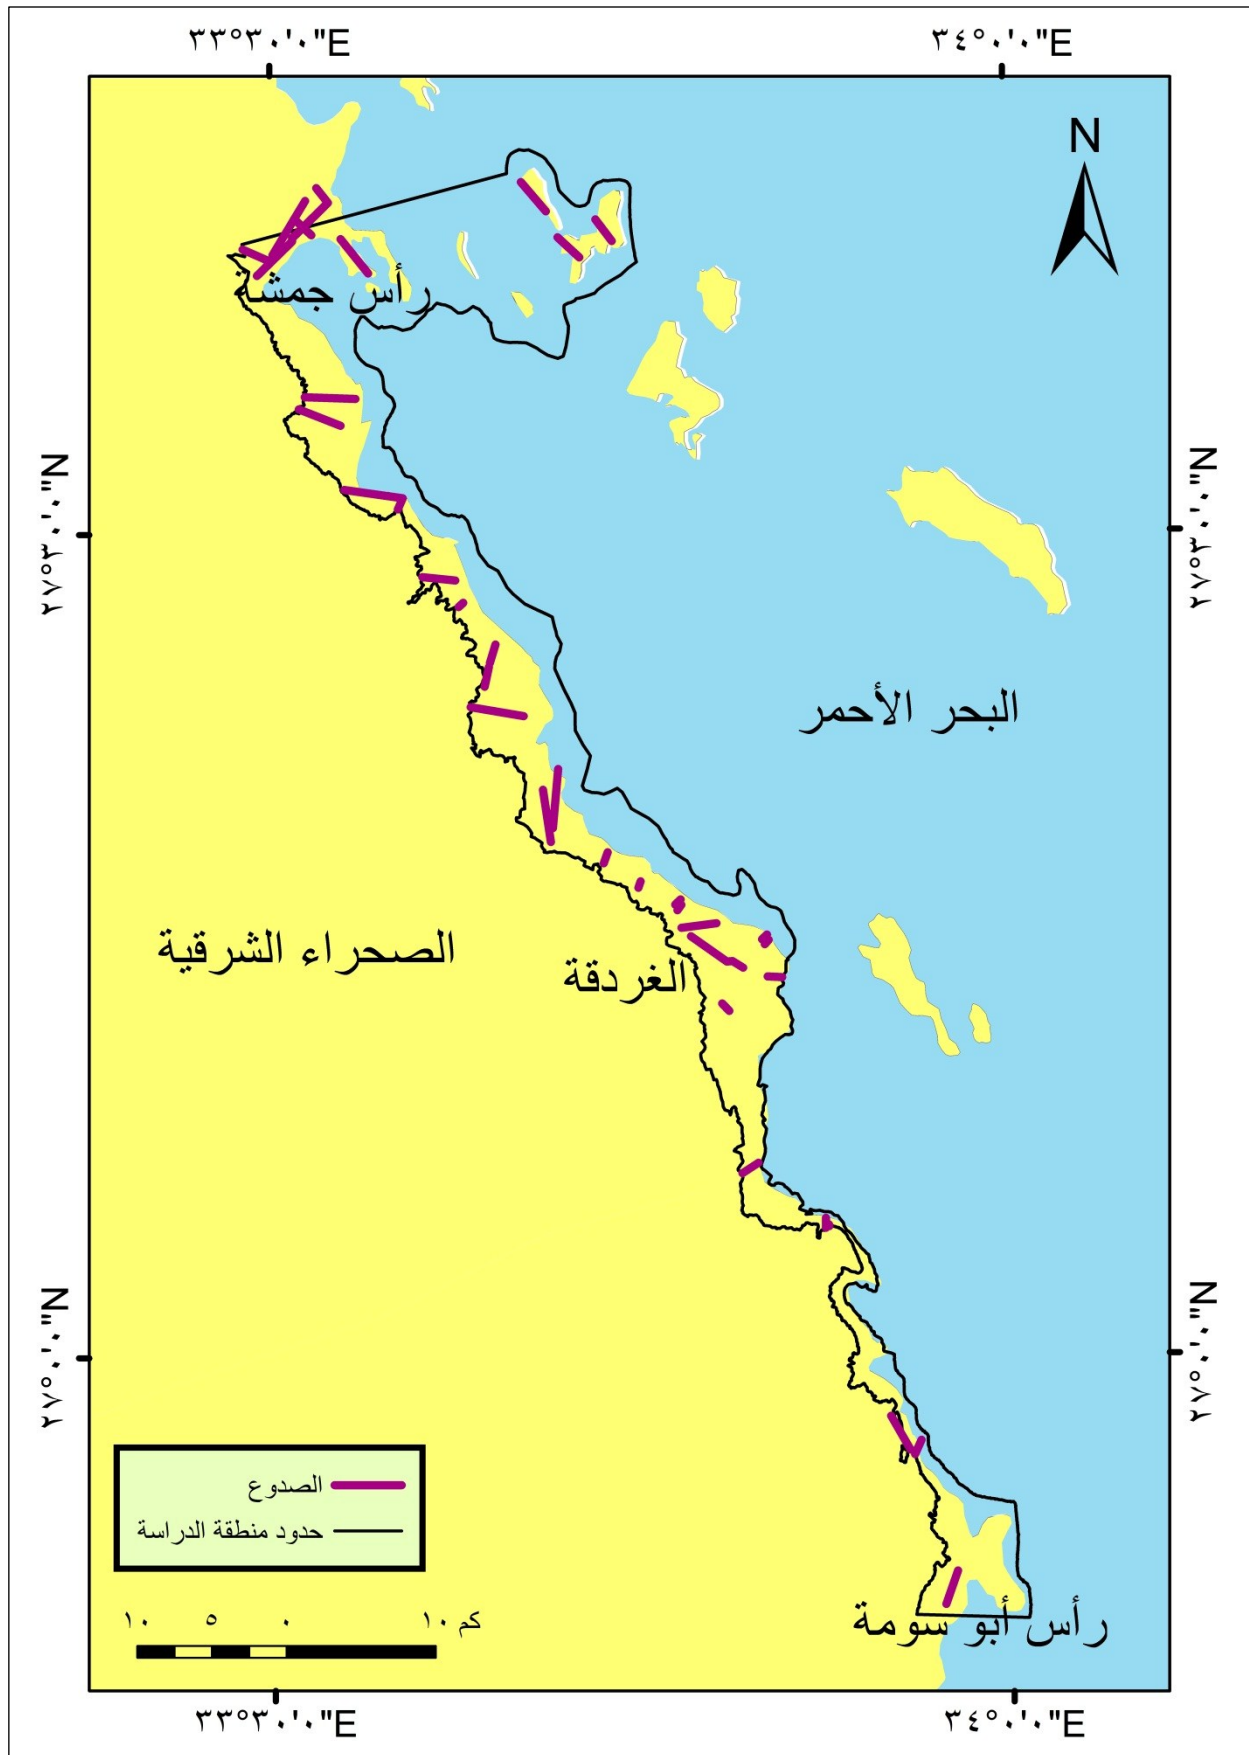 ٣٣°٣٠'٠"E
٣٤°٠'٠"E
N
رأس جمشة
٢٧°٣٠'٠"N
٢٧°٣٠'٠"N
البحر الأحمر
الصحراء الشرقية
الغردقة
٢٧°٠'٠"N
٢٧°٠'٠"N
الصدوع
حدود منطقة الدراسة
رأس أبو سومة
١٠ ٥ ٠ ١٠ كم
٣٣°٣٠'٠"E
٣٤°٠'٠"E